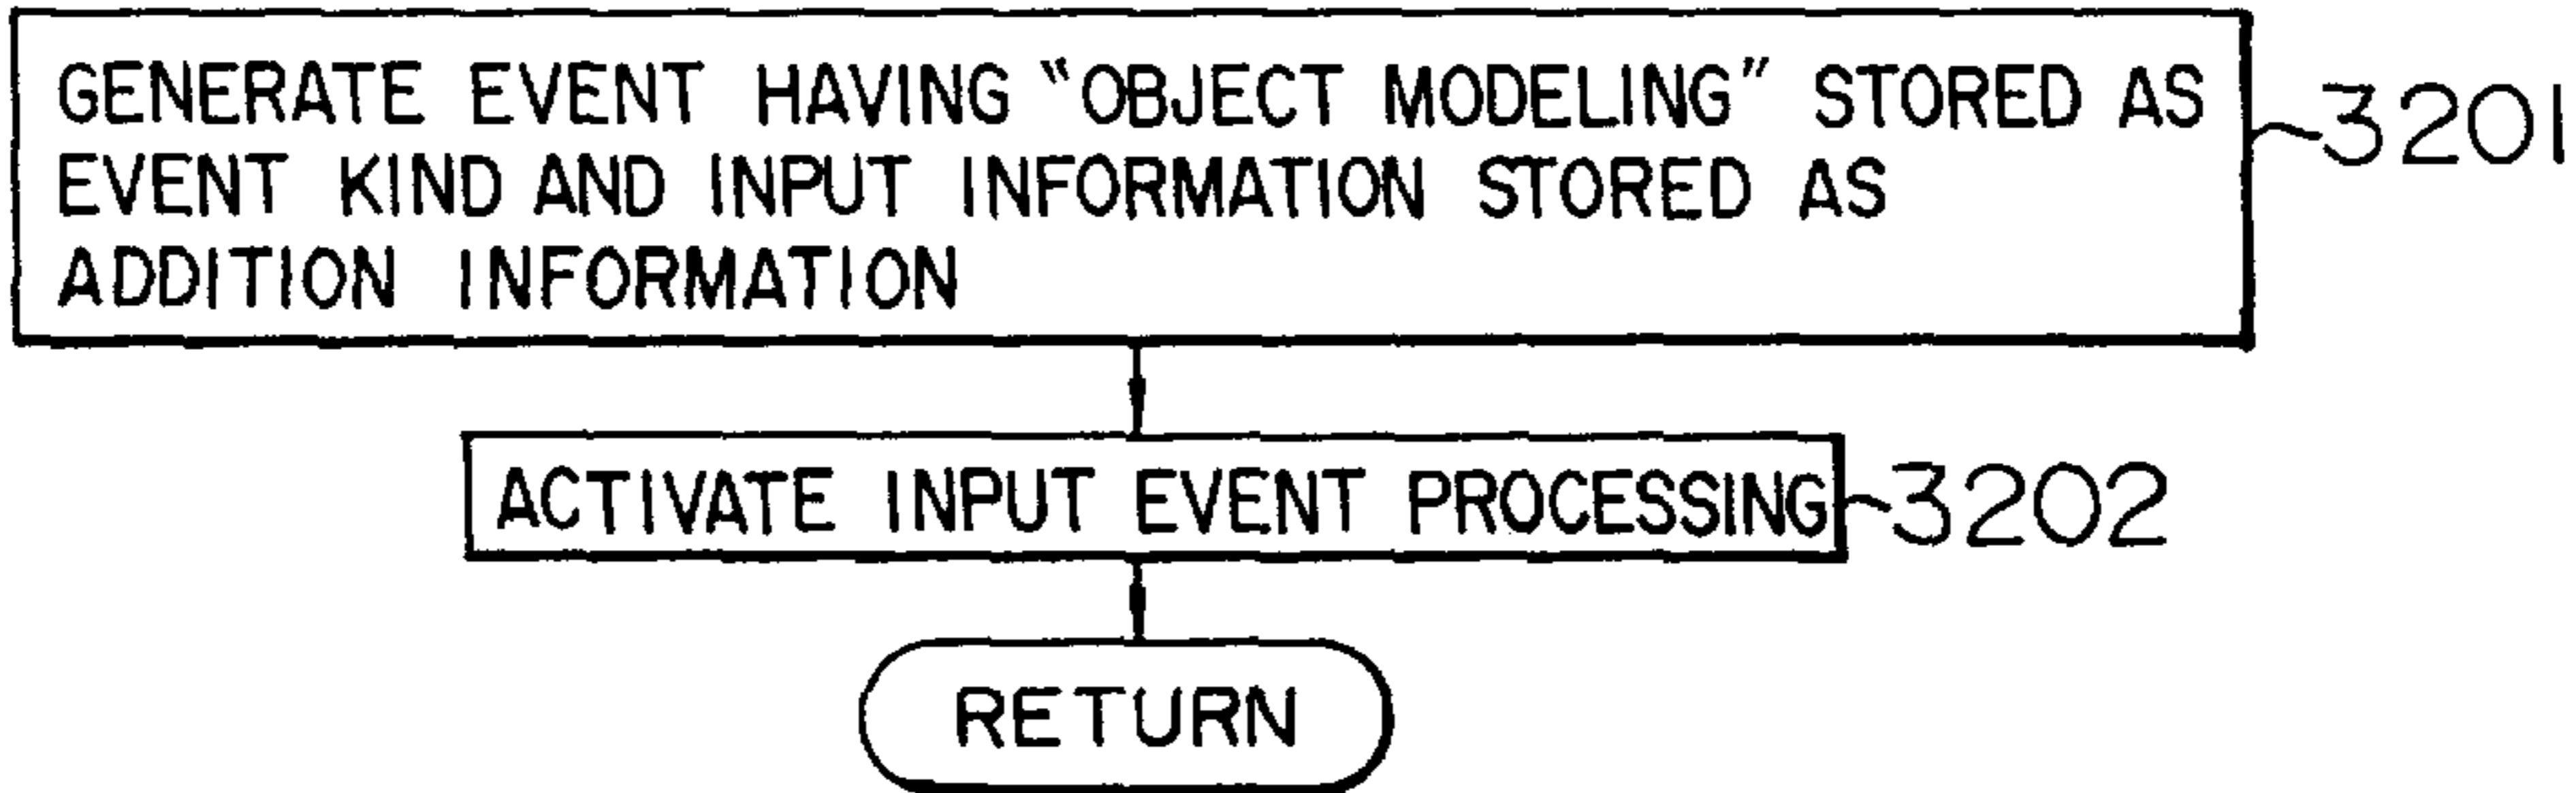 GENERATE EVENT HAVING "OBJECT MODELING" STORED AS 3201
EVENT KIND AND INPUT INFORMATION STORED AS
ADDITION INFORMATION
ACTIVATE INPUT EVENT PROCESSING 3202
RETURN